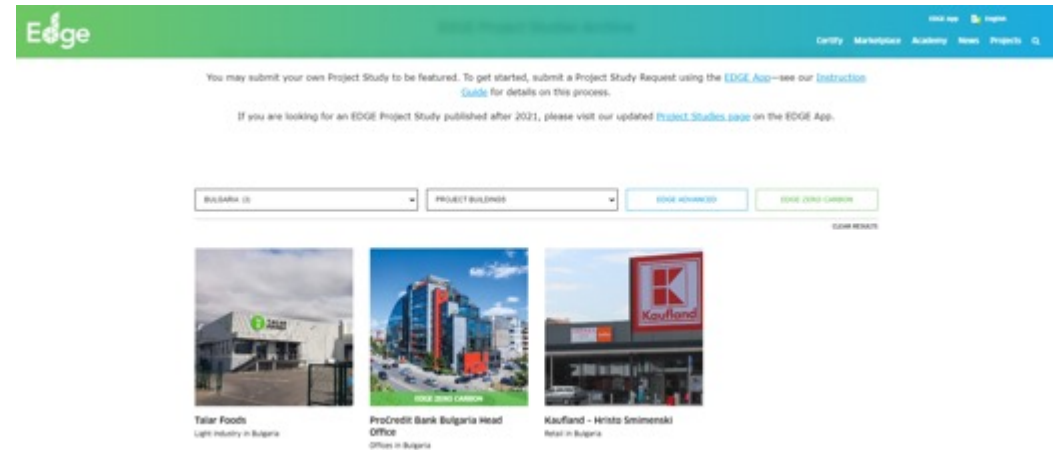 Edge
EDGE Project Studies Archive
EDGE App English
Certify Marketplace Academy News Projects
You may submit your own Project Study to be featured. To get started, submit a Project Study Request using the EDGE App—see our Instruction
Guide for details on this process.
If you are looking for an EDGE Project Study published after 2021, please visit our updated Project Studies page on the EDGE App.
BULGARIA (3) PROJECT BUILDINGS EDGE ADVANCED EDGE ZERO CARBON
CLEAR RESULTS
TALAR
K
Kaufland
EDGE ZERO CARBON
Talar Foods
Light Industry in Bulgaria
ProCredit Bank Bulgaria Head
Office
Offices in Bulgaria
Kaufland - Hristo Smirnenski
Retail in Bulgaria